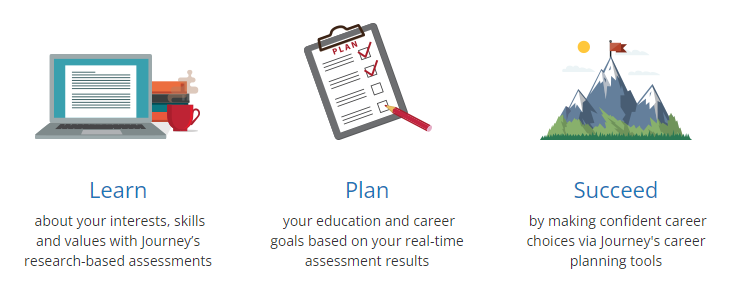 PLAN
Learn
about your interests, skills
and values with Journey's
research-based assessments
Plan
your education and career
goals based on your real-time
assessment results
Succeed
by making confident career
choices via Journey's career
planning tools